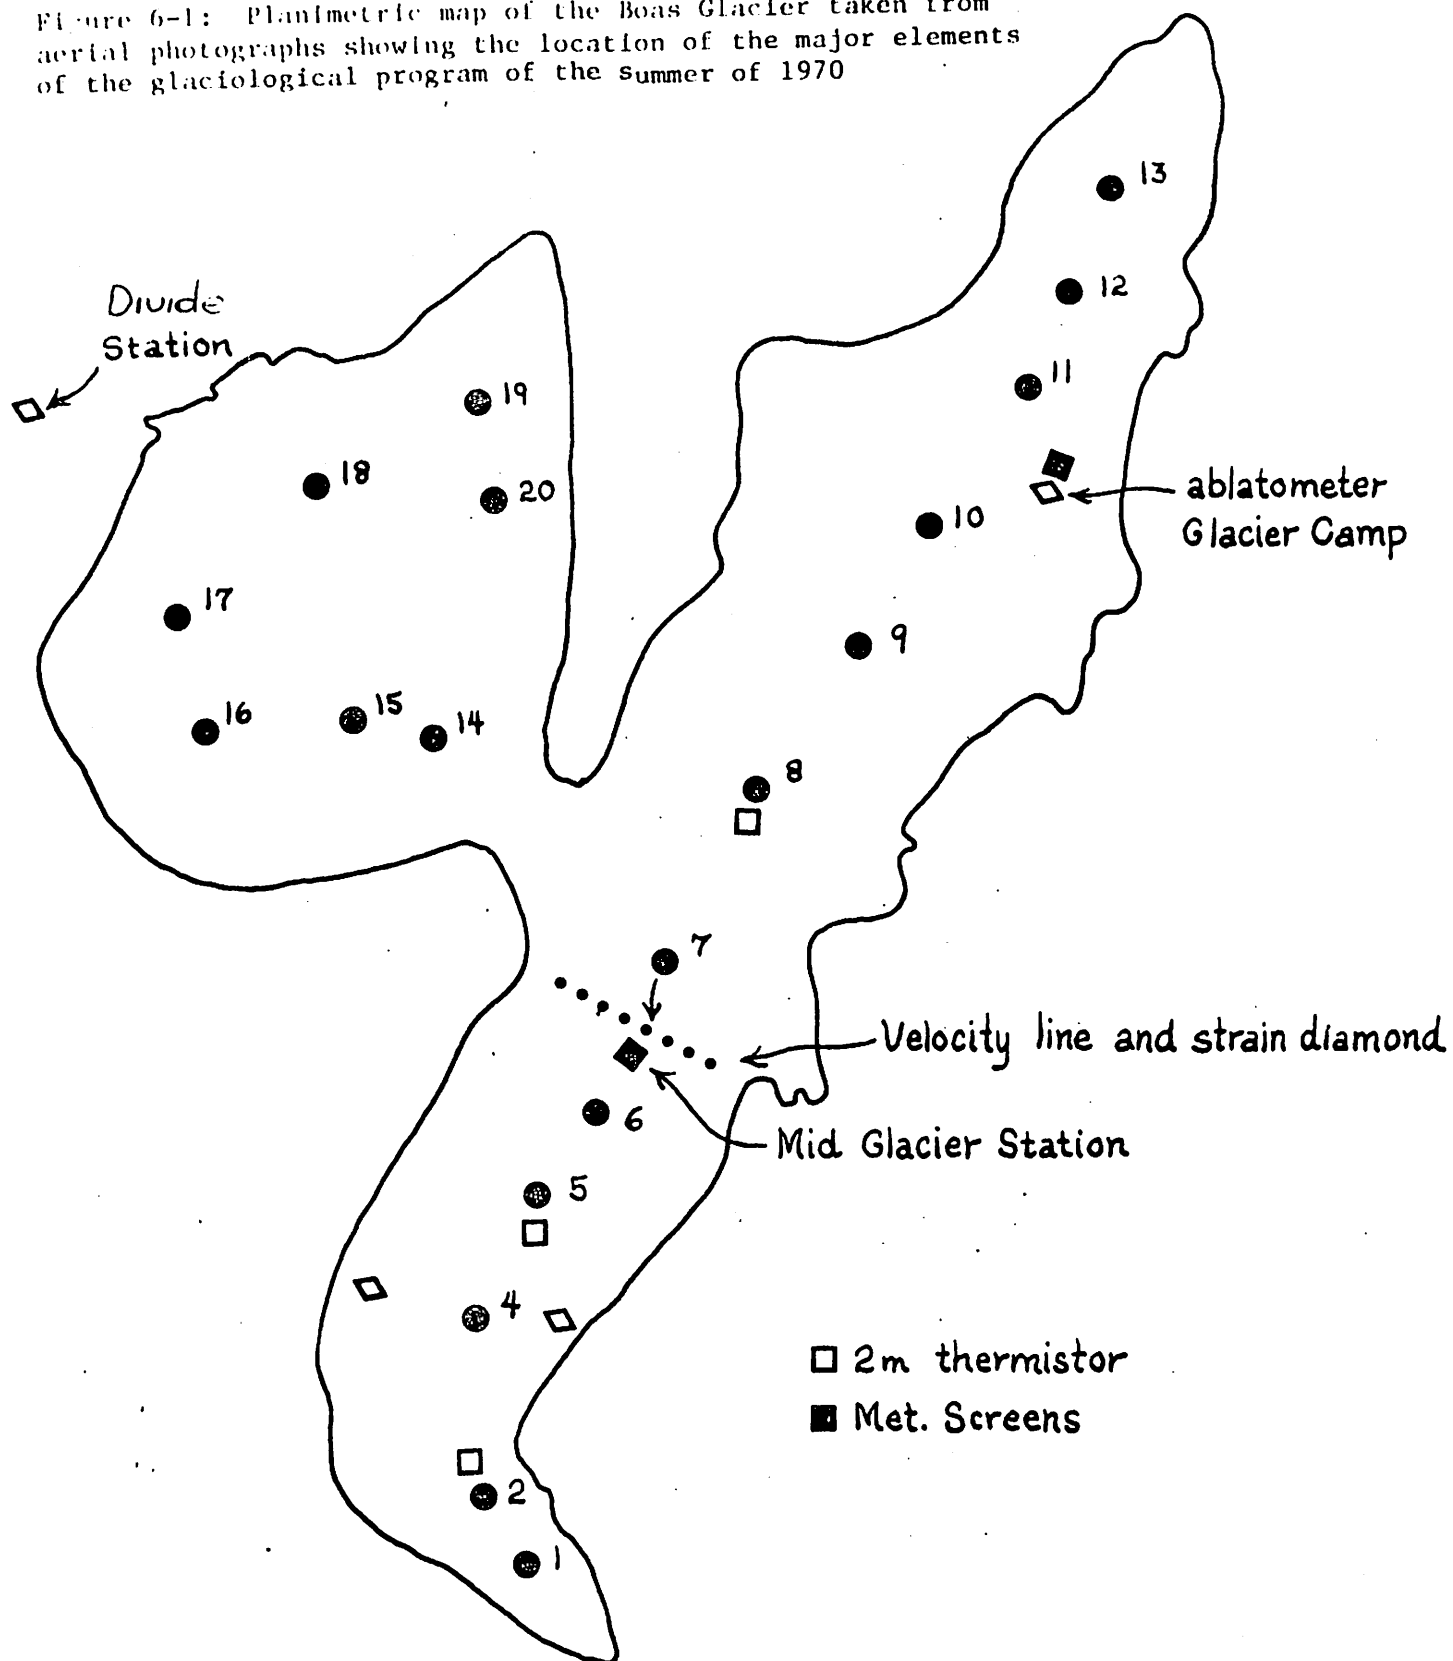 Figure 6-1: Planimetric map of the Boas Glacier taken from
aerial photographs showing the location of the major elements
of the glaciological program of the Summer of 1970
13
12
Divide
Station
11
19
18
20
ablatometer
Glacier Camp
10
17
9
16
15
14
8
7
Velocity line and strain diamond
6
Mid Glacier Station
5
4
2m thermistor
Met. Screens
2
1